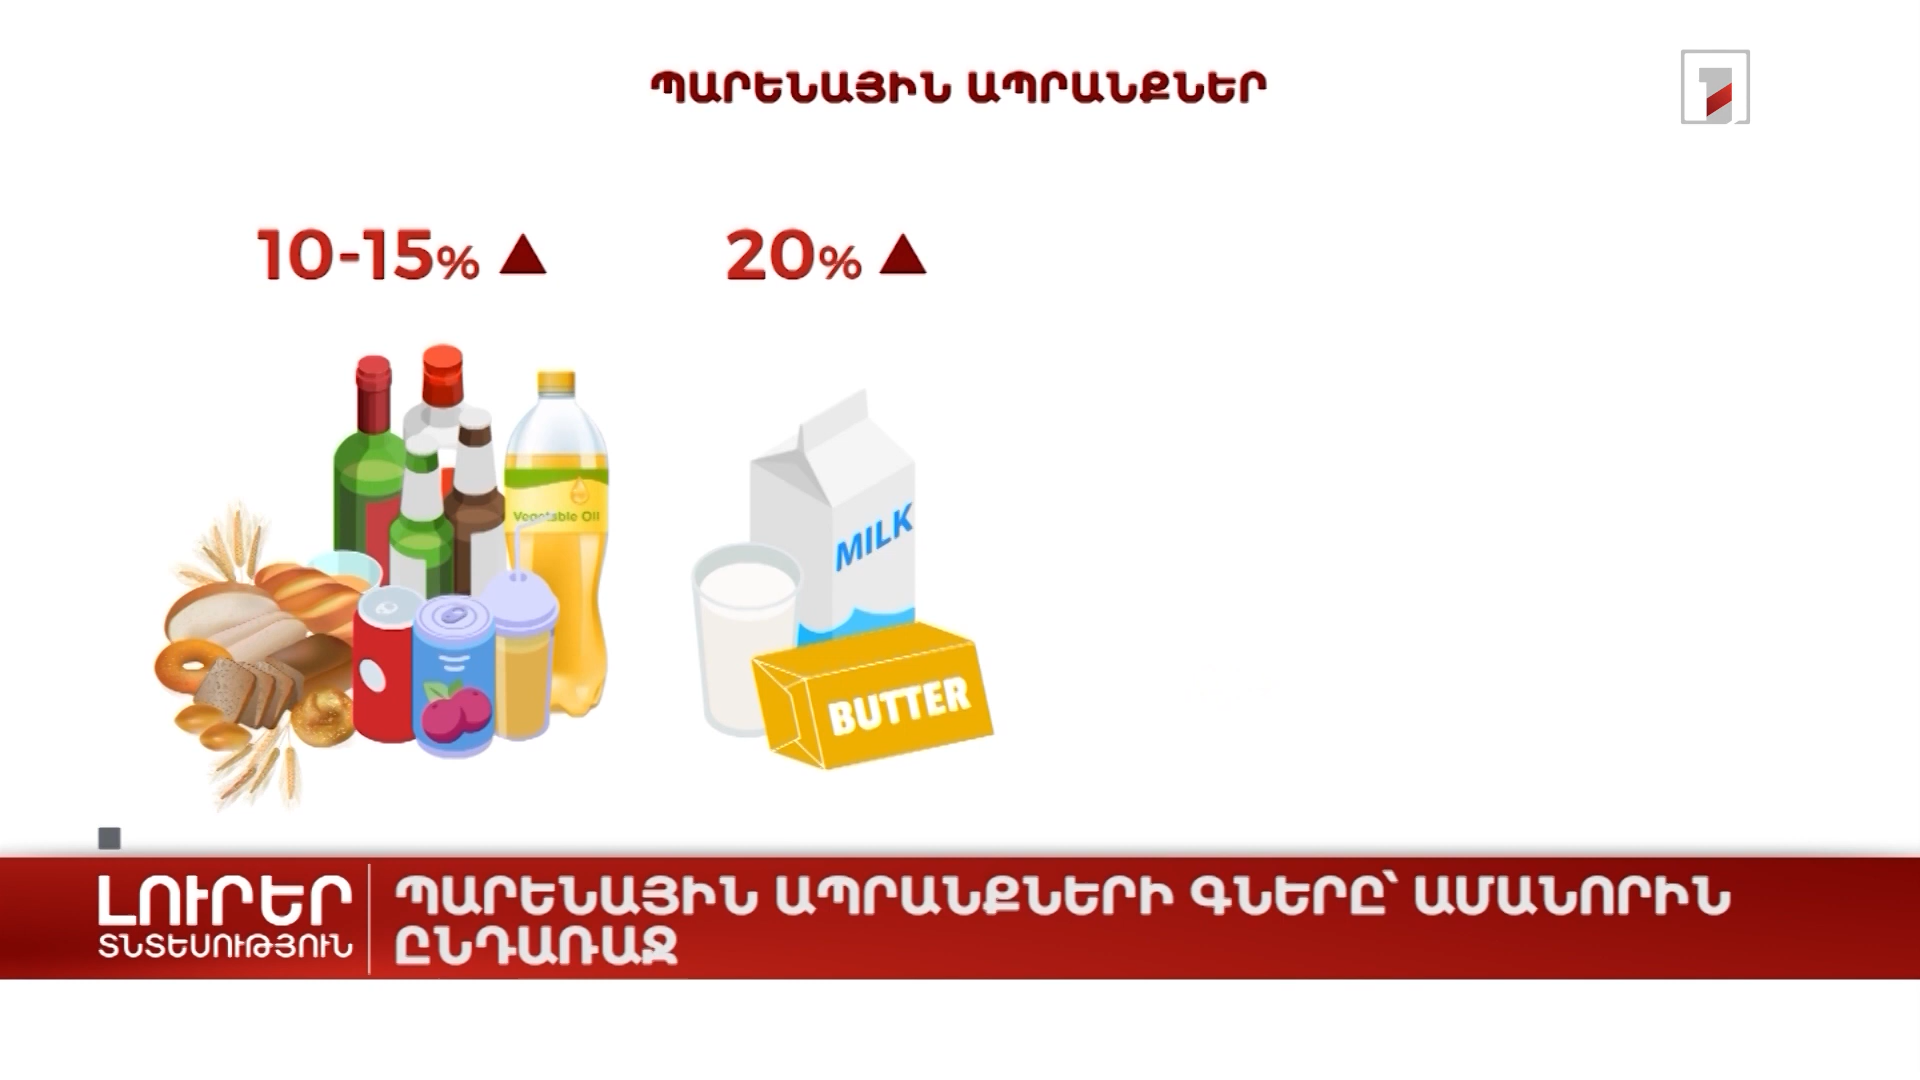 ՊԱՐԵՆԱՅԻՆ ԱՊՐԱՆՔՆԵՐ
10-15% ▲
20% ▲
Vegetable Oil
MILK
BUTTER
ԼՈՒՐԵՐ
ՏՆՏԵՍՈՒԹՅՈՒՆ
ՊԱՐԵՆԱՅԻՆ ԱՊՐԱՆՔՆԵՐԻ ԳՆԵՐԸ՝ ԱՄԱՆՈՐԻՆ
ԸՆԴԱՌԱՋ